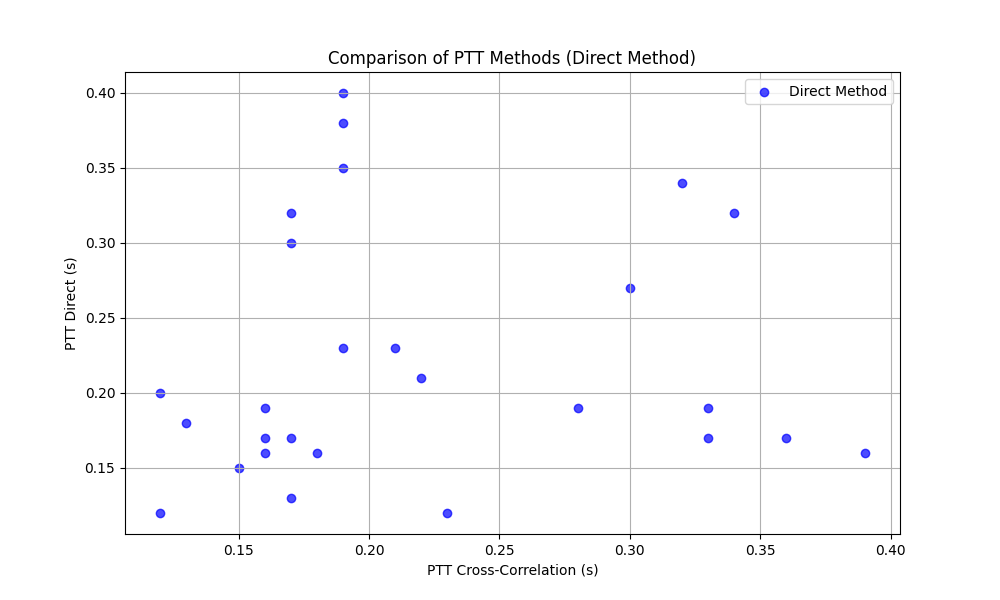 Comparison of PTT Methods (Direct Method)
Direct Method
PTT Direct (s)
0.40
0.35
0.30
0.25
0.20
0.15
0.15 0.20 0.25 0.30 0.35 0.40
PTT Cross-Correlation (s)